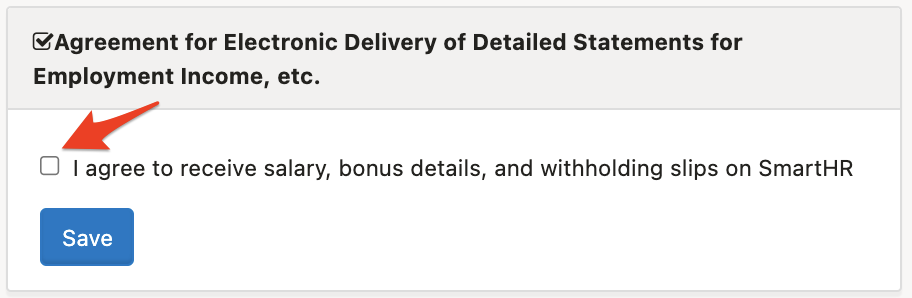 Agreement for Electronic Delivery of Detailed Statements for
Employment Income, etc.
I agree to receive salary, bonus details, and withholding slips on SmartHR
Save